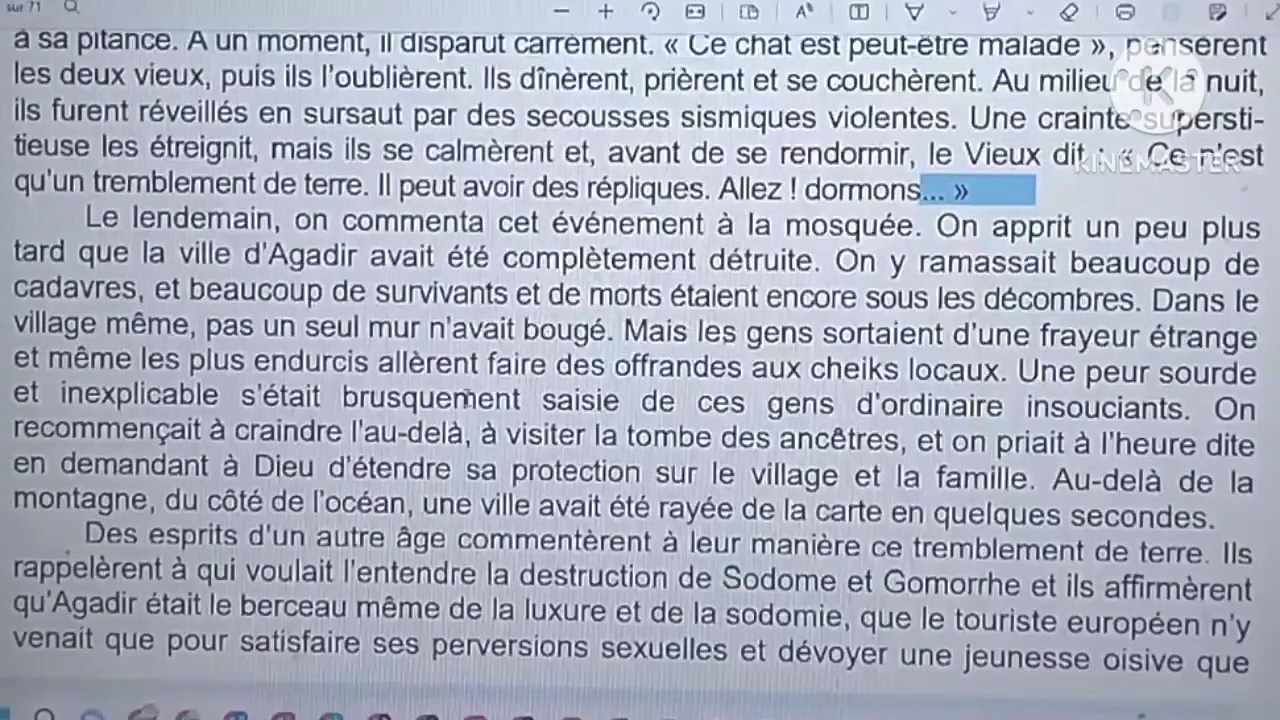 sur 71
à sa pitance. A un moment, il disparut carrément. « Ce chat est peut-être malade », pensèrent
les deux vieux, puis ils l'oublièrent. Ils dînèrent, prièrent et se couchèrent. Au milieu de la nuit,
ils furent réveillés en sursaut par des secousses sismiques violentes. Une crainte supersti-
tieuse les étreignit, mais ils se calmèrent et, avant de se rendormir, le Vieux dit : « Ce n'est
KINEMASTER
qu'un tremblement de terre. Il peut avoir des répliques. Allez ! dormons... »
Le lendemain, on commenta cet événement à la mosquée. On apprit un peu plus
tard que la ville d'Agadir avait été complètement détruite. On y ramassait beaucoup de
cadavres, et beaucoup de survivants et de morts étaient encore sous les décombres. Dans le
village même, pas un seul mur n'avait bougé. Mais les gens sortaient d'une frayeur étrange
et même les plus endurcis allèrent faire des offrandes aux cheiks locaux. Une peur sourde
et inexplicable s'était brusquement saisie de ces gens d'ordinaire insouciants. On
recommençait à craindre l'au-delà, à visiter la tombe des ancêtres, et on priait à l'heure dite
en demandant à Dieu d'étendre sa protection sur le village et la famille. Au-delà de la
montagne, du côté de l'océan, une ville avait été rayée de la carte en quelques secondes.
Des esprits d'un autre âge commentèrent à leur manière ce tremblement de terre. Ils
rappelèrent à qui voulait l'entendre la destruction de Sodome et Gomorrhe et ils affirmèrent
qu'Agadir était le berceau même de la luxure et de la sodomie, que le touriste européen n'y
venait que pour satisfaire ses perversions sexuelles et dévoyer une jeunesse oisive que